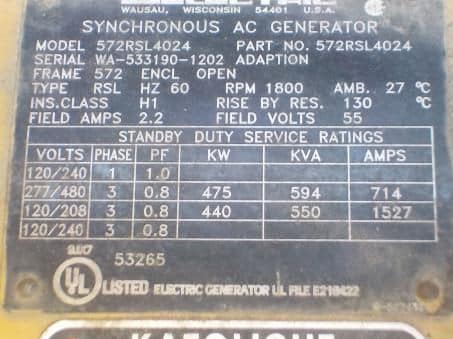 ELECTRIC
WAUSAU, WISCONSIN 54401 U.S.A.
SYNCHRONOUS AC GENERATOR
MODEL 572RSL4024 PART NO. 572RSL4024
SERIAL WA-533190-1202 ADAPTION
FRAME 572 ENCL OPEN
TYPE RSL HZ 60 RPM 1800 AMB. 27 °C
INS.CLASS H1 RISE BY RES. 130 °C
FIELD AMPS 2.2 FIELD VOLTS 55
STANDBY DUTY SERVICE RATINGS
VOLTS PHASE PF KW KVA AMPS
120/240 1 1.0
277/480 3 0.8 475 594 714
120/208 3 0.8 440 550 1527
120/240 3 0.8
53265
UL LISTED ELECTRIC GENERATOR UL FILE E218422